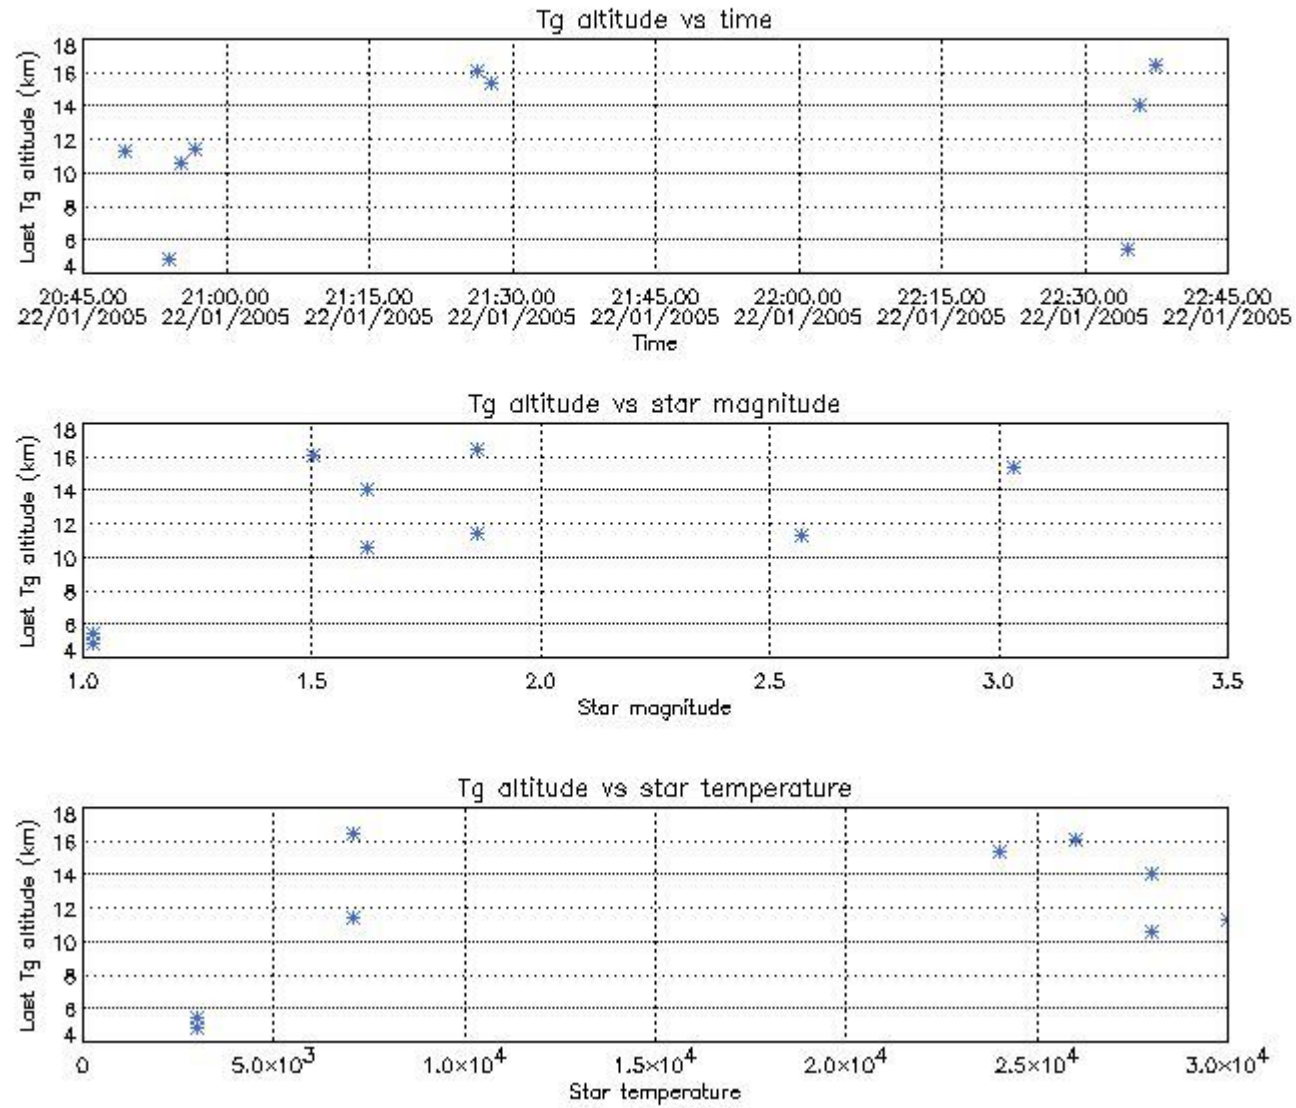 Tg altitude vs time
Last Tg altitude (km)
18
16
14
12
10
8
6
4
20:45.00 21:00.00 21:15.00 21:30.00 21:45.00 22:00.00 22:15.00 22:30.00 22:45.00
22/01/2005 22/01/2005 22/01/2005 22/01/2005 22/01/2005 22/01/2005 22/01/2005 22/01/2005 22/01/2005
Time
Tg altitude vs star magnitude
Last Tg altitude (km)
18
16
14
12
10
8
6
4
1.0 1.5 2.0 2.5 3.0 3.5
Star magnitude
Tg altitude vs star temperature
Last Tg altitude (km)
18
16
14
12
10
8
6
4
0 5.0×10³ 1.0×10⁴ 1.5×10⁴ 2.0×10⁴ 2.5×10⁴ 3.0×10⁴
Star temperature